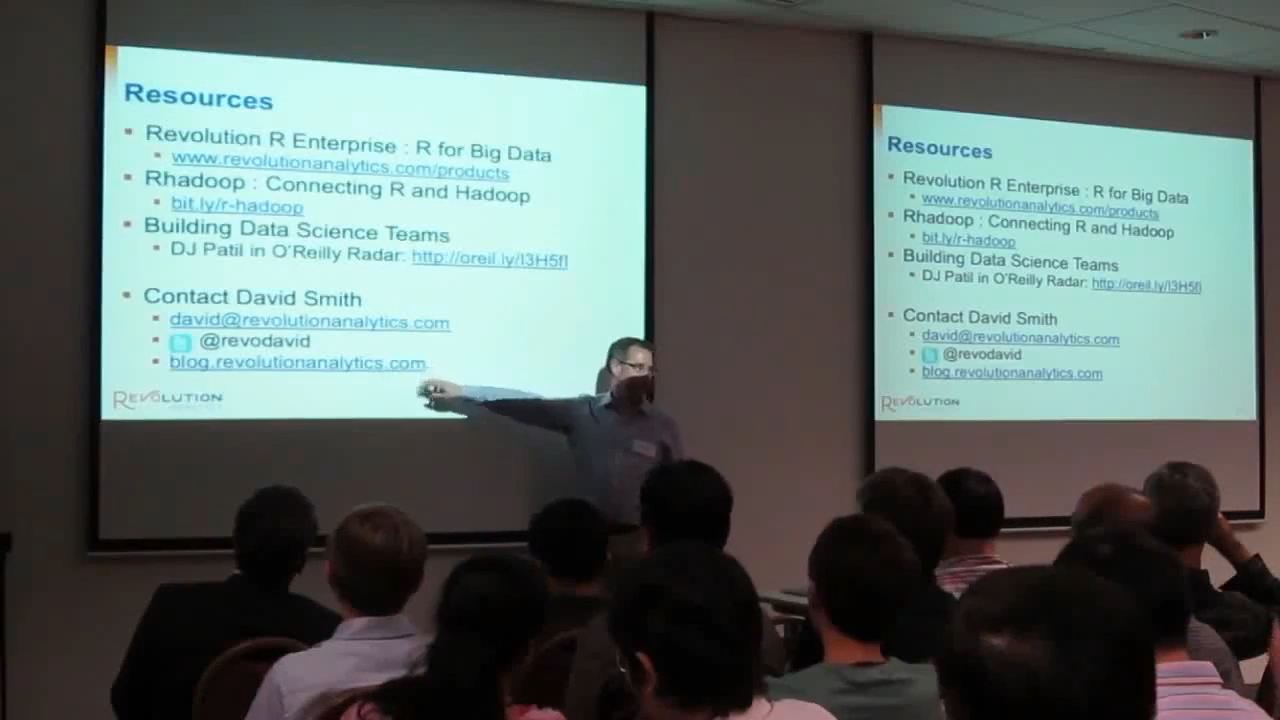 Resources
Revolution R Enterprise : R for Big Data
www.revolutionanalytics.com/products
Rhadoop : Connecting R and Hadoop
bit.ly/r-hadoop
Building Data Science Teams
DJ Patil in O'Reilly Radar: http://oreil.ly/I3H5fI
Contact David Smith
david@revolutionanalytics.com
@revodavid
blog.revolutionanalytics.com
REVOLUTION
Resources
Revolution R Enterprise : R for Big Data
www.revolutionanalytics.com/products
Rhadoop : Connecting R and Hadoop
bit.ly/r-hadoop
Building Data Science Teams
DJ Patil in O'Reilly Radar: http://oreil.ly/I3H5fI
Contact David Smith
david@revolutionanalytics.com
@revodavid
blog.revolutionanalytics.com
REVOLUTION